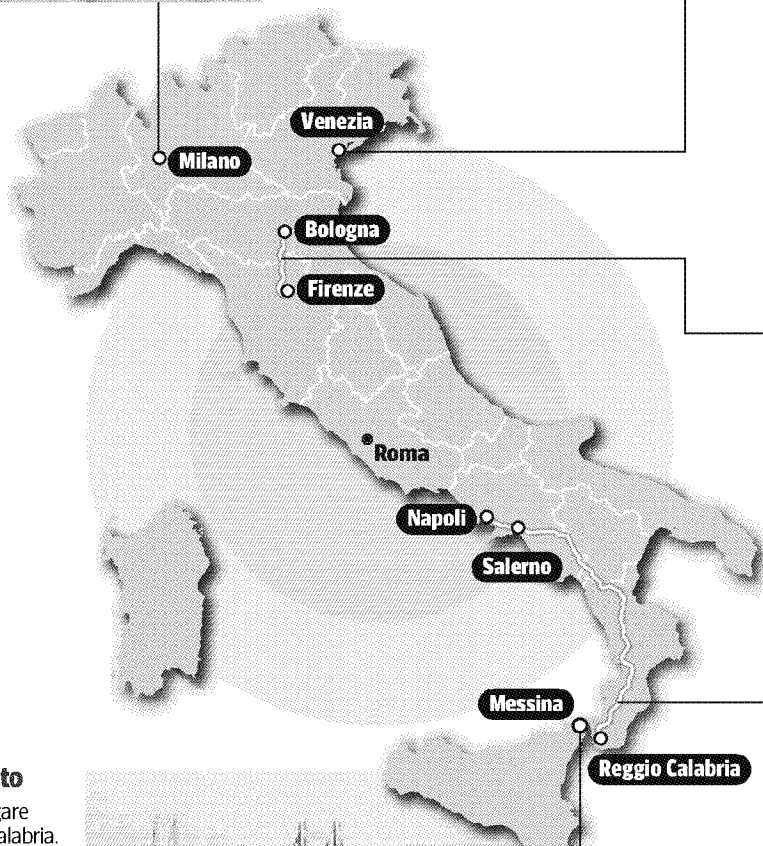 Venezia
Milano
Bologna
Firenze
Roma
Napoli
Salerno
Messina
Reggio Calabria